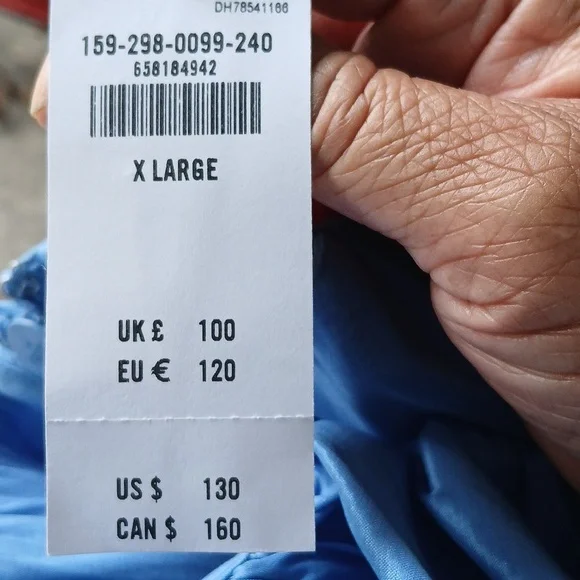 DH78541166
159-298-0099-240
658184942
X LARGE
UK £ 100
EU € 120
US $ 130
CAN $ 160